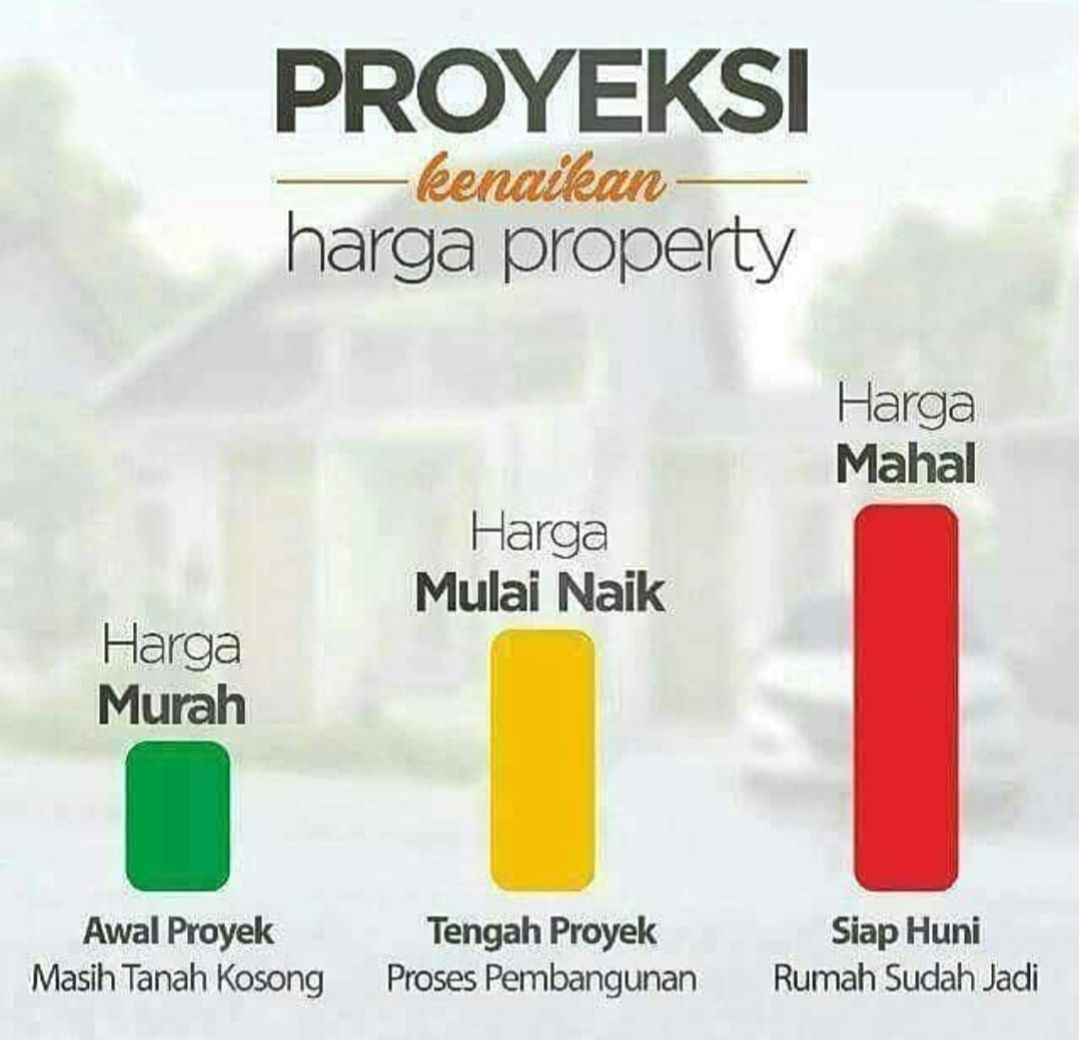 PROYEKSI
kenaikan
harga property
Harga
Murah
Harga
Mulai Naik
Harga
Mahal
Awal Proyek
Masih Tanah Kosong
Tengah Proyek
Proses Pembangunan
Siap Huni
Rumah Sudah Jadi